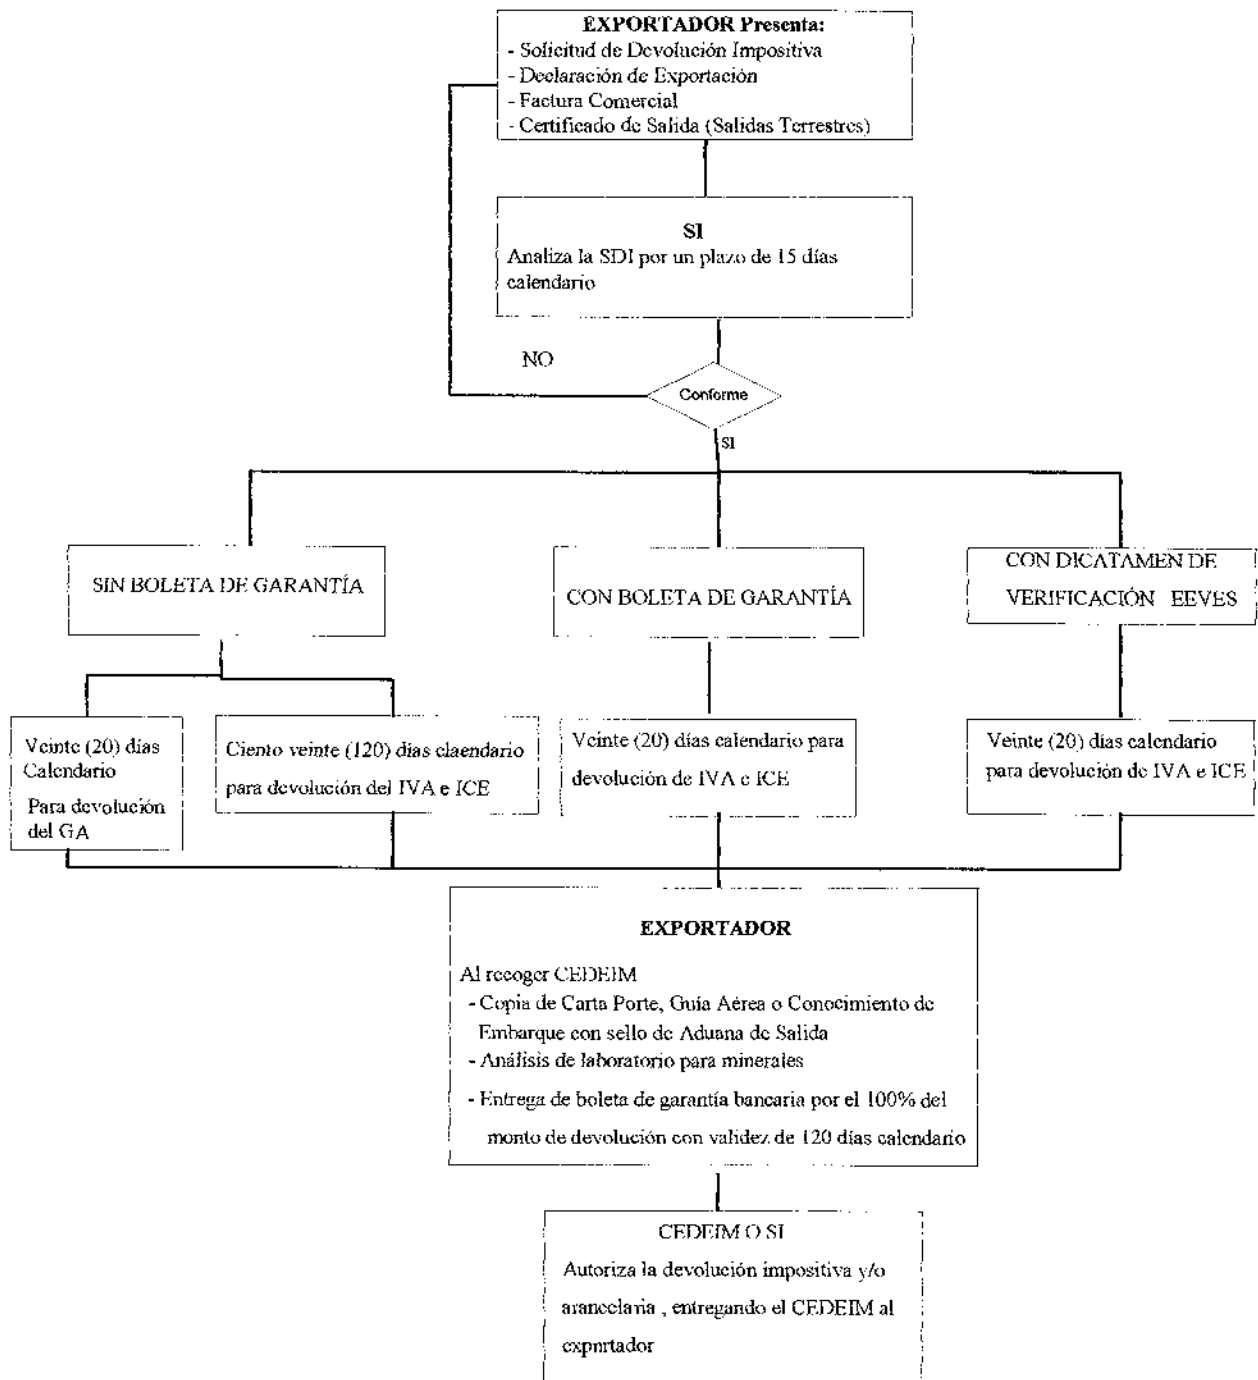 EXPORTADOR Presenta:
- Solicitud de Devolución Impositiva
- Declaración de Exportación
- Factura Comercial
- Certificado de Salida (Salidas Terrestres)
SI
Analiza la SDI por un plazo de 15 días
calendario
NO
Conforme
SI
SIN BOLETA DE GARANTÍA
CON BOLETA DE GARANTÍA
CON DICATAMEN DE
VERIFICACIÓN EEVES
Veinte (20) días
Calendario
Para devolución
del GA
Ciento veinte (120) días claendario
para devolución del IVA e ICE
Veinte (20) días calendario para
devolución de IVA e ICE
Veinte (20) días calendario
para devolución de IVA e ICE
EXPORTADOR
Al recoger CEDEIM
- Copia de Carta Porte, Guía Aérea o Conocimiento de
Embarque con sello de Aduana de Salida
- Análisis de laboratorio para minerales
- Entrega de boleta de garantía bancaria por el 100% del
monto de devolución con validez de 120 días calendario
CEDEIM O SI
Autoriza la devolución impositiva y/o
arancelaria , entregando el CEDEIM al
exportador